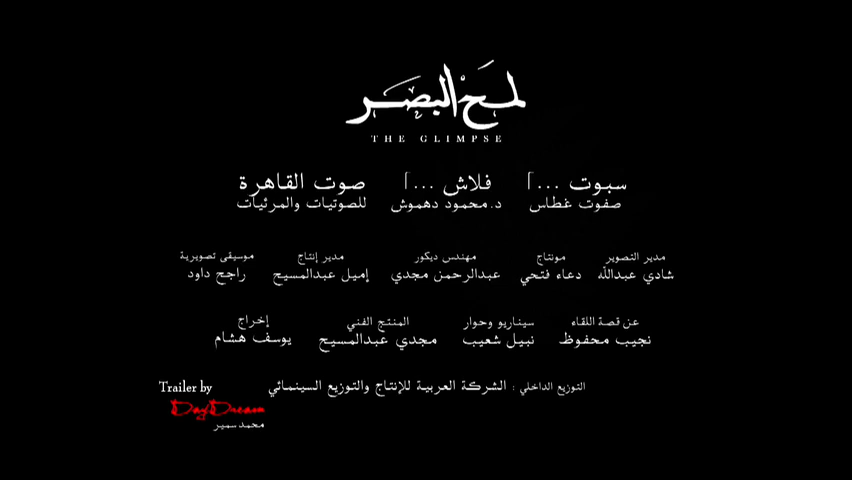 لمح البصر
THE GLIMPSE
سبوت ...! فلاش ...! صوت القاهرة
صفوت غطاس د. محمود دهموش للصوتيات والمرئيات
مدير التصوير مونتاج مهندس ديكور مدير إنتاج موسيقى تصويرية
شادي عبدالله دعاء فتحي عبدالرحمن مجدي إميل عبدالمسيح راجح داود
عن قصة اللقاء سيناريو وحوار المنتج الفني إخراج
نجيب محفوظ نبيل شعيب مجدي عبدالمسيح يوسف هشام
التوزيع الداخلي : الشركة العربية للإنتاج والتوزيع السينمائي
Trailer by
DayDream
محمد سمير